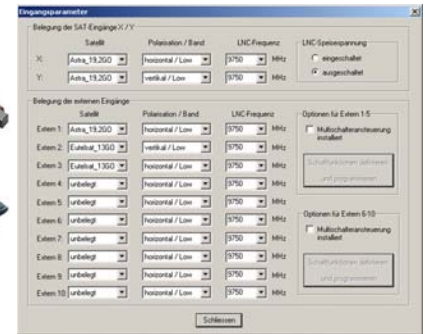 Eingangsparameter
Belegung der SAT-Eingänge X / Y
Satellit Polarisation / Band LNC-Frequenz LNC-Speisespannung
X: Astra_19,2GO horizontal / Low 9750 MHz eingeschaltet
Y: Astra_19,2GO vertikal / Low 9750 MHz ausgeschaltet
Belegung der externen Eingänge
Satellit Polarisation / Band LNC-Frequenz Optionen für Extern 1-5
Extern 1: Astra_19,2GO horizontal / Low 9750 MHz Multischalteransteuerung installiert
Extern 2: Eutelsat_13GO vertikal / Low 9750 MHz
Extern 3: Eutelsat_13GO horizontal / Low 9750 MHz Schaltfunktionen definieren
Extern 4: unbelegt horizontal / Low 9750 MHz und programmieren
Extern 5: unbelegt horizontal / Low 9750 MHz
Extern 6: unbelegt horizontal / Low 9750 MHz Optionen für Extern 6-10
Extern 7: unbelegt horizontal / Low 9750 MHz Multischalteransteuerung installiert
Extern 8: unbelegt horizontal / Low 9750 MHz
Extern 9: unbelegt horizontal / Low 9750 MHz Schaltfunktionen definieren
Extern 10: unbelegt horizontal / Low 9750 MHz und programmieren
Schliessen